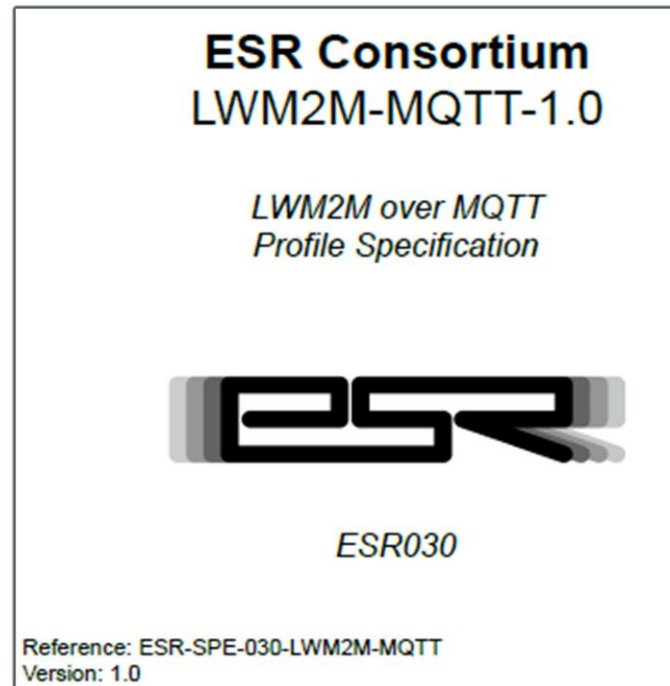 ESR Consortium
LWM2M-MQTT-1.0
LWM2M over MQTT
Profile Specification
esr
ESR030
Reference: ESR-SPE-030-LWM2M-MQTT
Version: 1.0